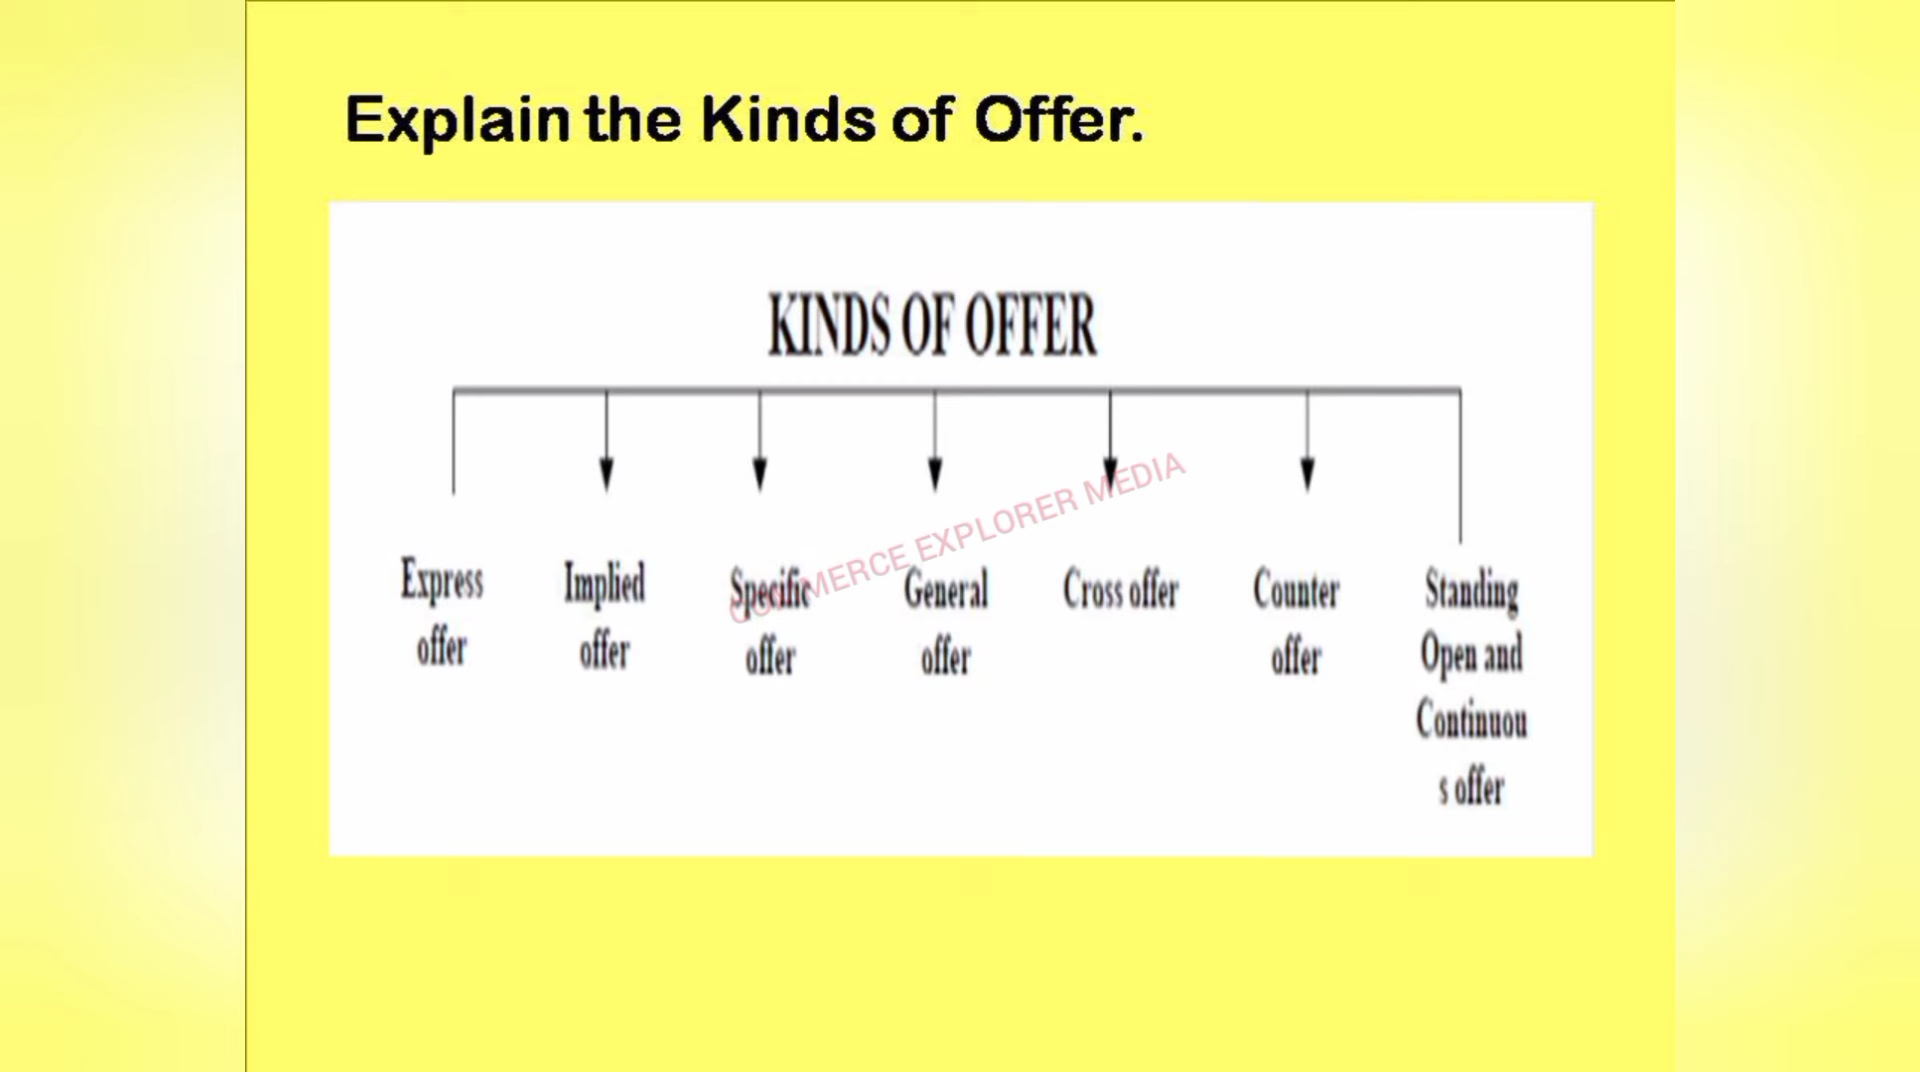 Explain the Kinds of Offer.
KINDS OF OFFER
Express
offer
Implied
offer
Specific
offer
General
offer
Cross offer
Counter
offer
Standing
Open and
Continuou
s offer
COMMERCE EXPLORER MEDIA